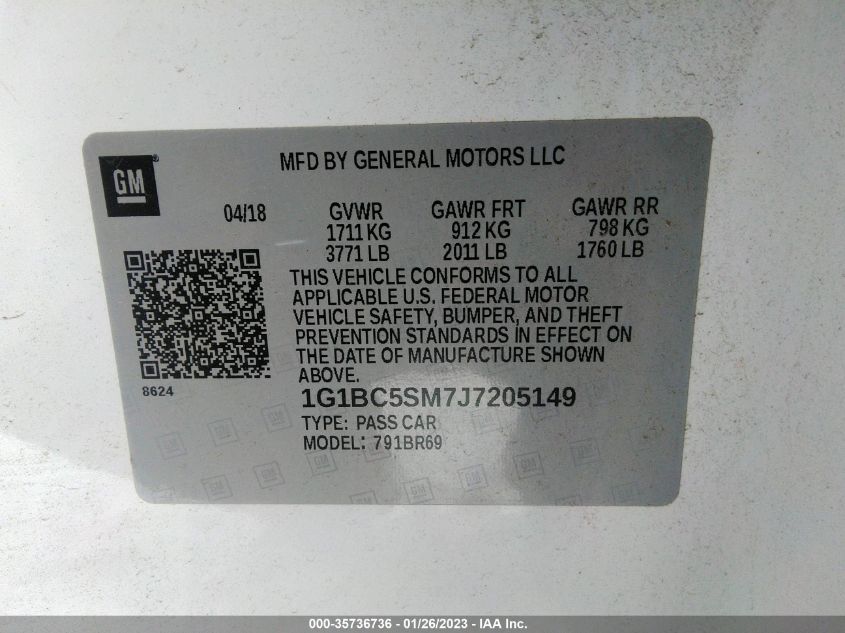 MFD BY GENERAL MOTORS LLC
GM®
04/18 GVWR GAWR FRT GAWR RR
1711 KG 912 KG 798 KG
3771 LB 2011 LB 1760 LB
THIS VEHICLE CONFORMS TO ALL
APPLICABLE U.S. FEDERAL MOTOR
VEHICLE SAFETY, BUMPER, AND THEFT
PREVENTION STANDARDS IN EFFECT ON
THE DATE OF MANUFACTURE SHOWN
ABOVE.
8624
1G1BC5SM7J7205149
TYPE: PASS CAR
MODEL: 791BR69
000-35736736 - 01/26/2023 - IAA Inc.